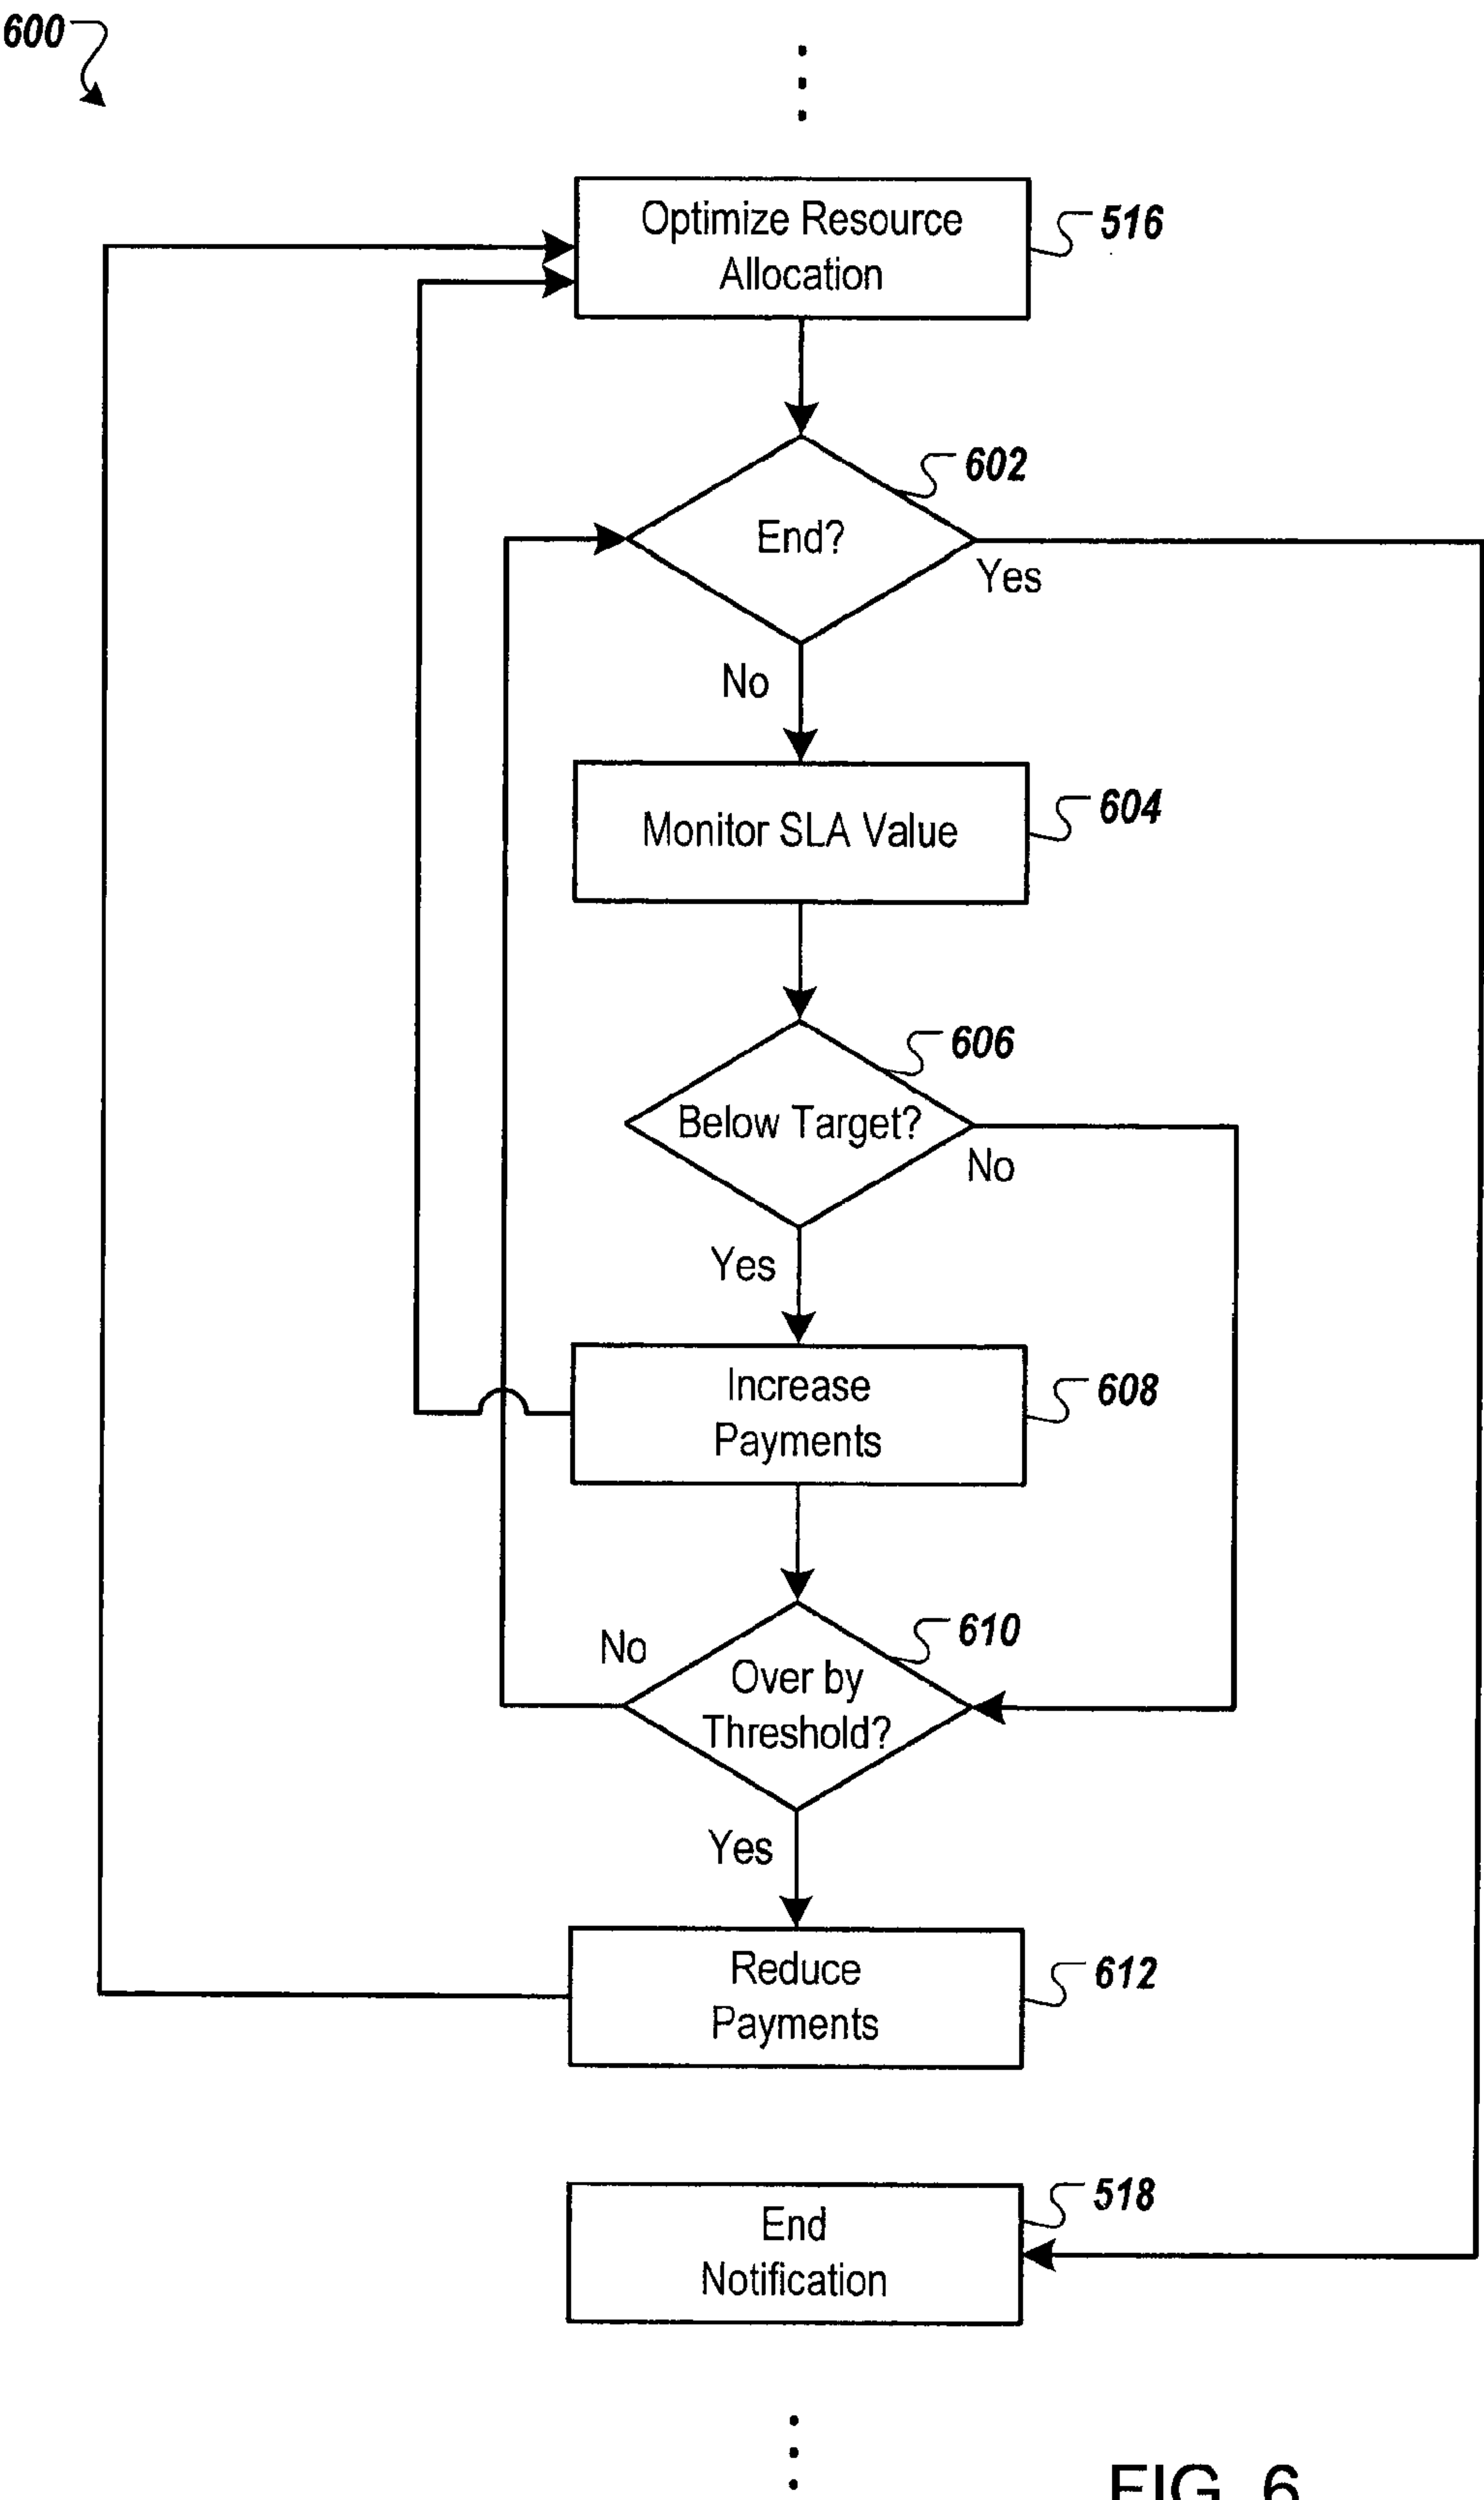 600
Optimize Resource
Allocation
516
602
End?
Yes
No
Monitor SLA Value
604
606
Below Target?
No
Yes
Increase
Payments
608
610
No
Over by
Threshold?
Yes
Reduce
Payments
612
518
End
Notification
FIG. 6